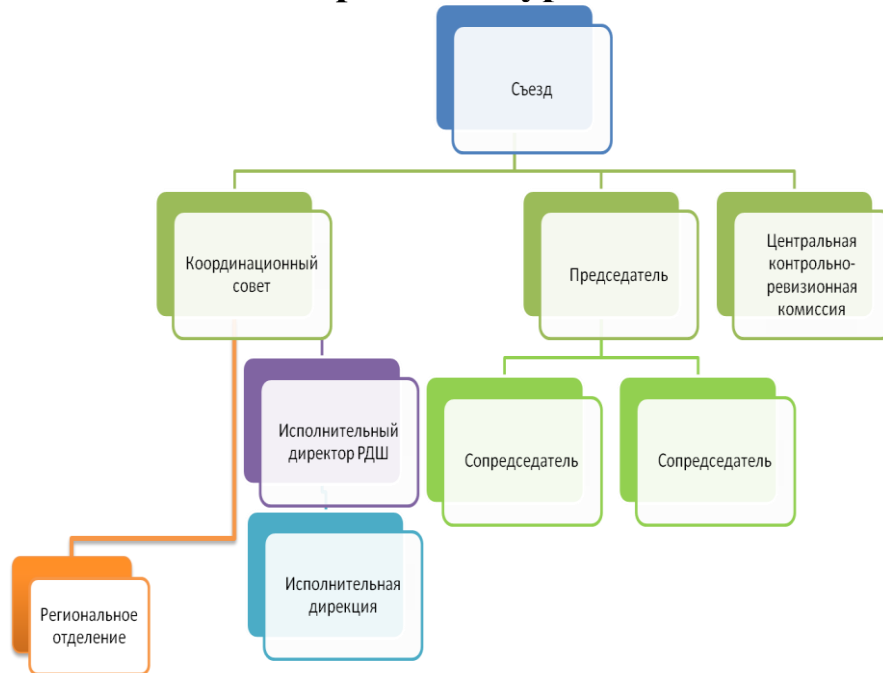 Съезд
Координационный
совет
Председатель
Центральная
контрольно-
ревизионная
комиссия
Исполнительный
директор РДШ
Сопредседатель
Сопредседатель
Исполнительная
дирекция
Региональное
отделение